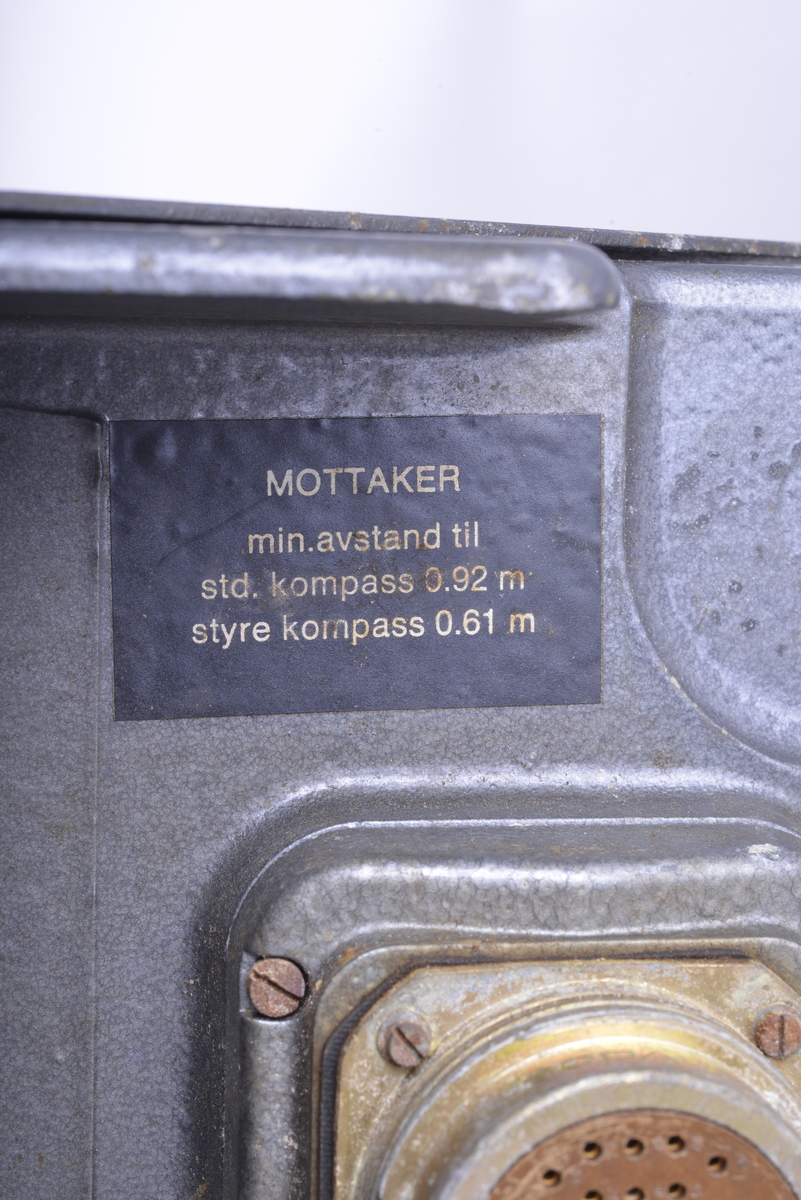 MOTTAKER
min.avstand til
std. kompass 0.92 m
styre kompass 0.61 m